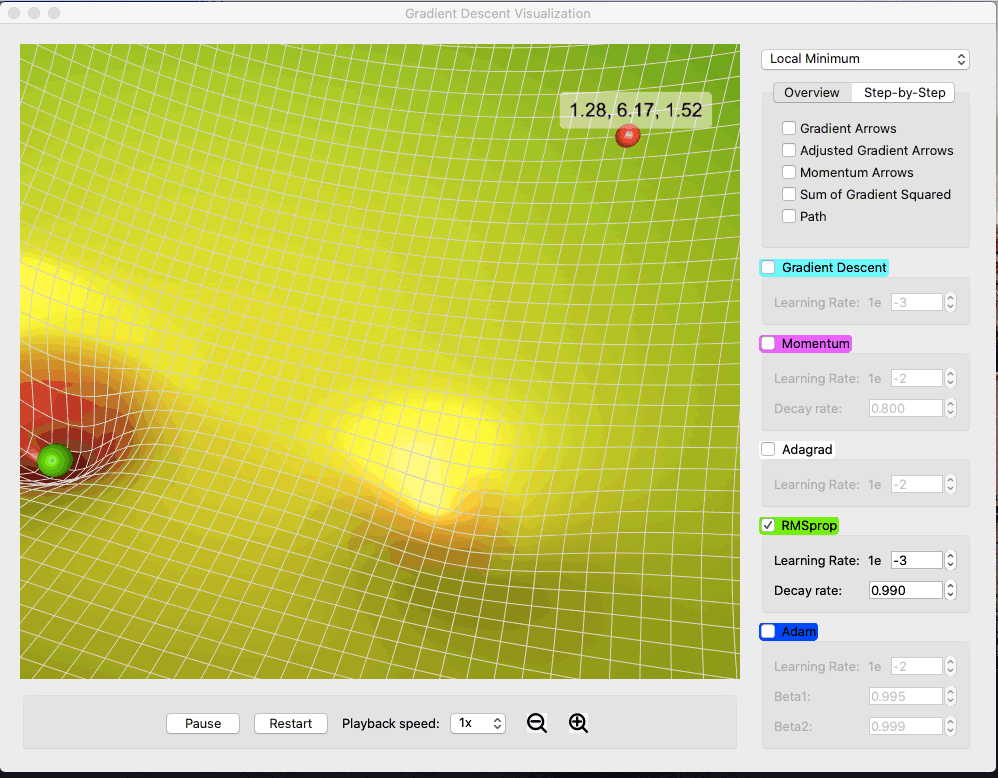 Gradient Descent Visualization
1.28, 6.17, 1.52
Local Minimum
Overview Step-by-Step
Gradient Arrows
Adjusted Gradient Arrows
Momentum Arrows
Sum of Gradient Squared
Path
Gradient Descent
Learning Rate: 1e -3
Momentum
Learning Rate: 1e -2
Decay rate: 0.800
Adagrad
Learning Rate: 1e -2
RMSprop
Learning Rate: 1e -3
Decay rate: 0.990
Adam
Learning Rate: 1e -2
Beta1: 0.995
Beta2: 0.999
Pause Restart Playback speed: 1x